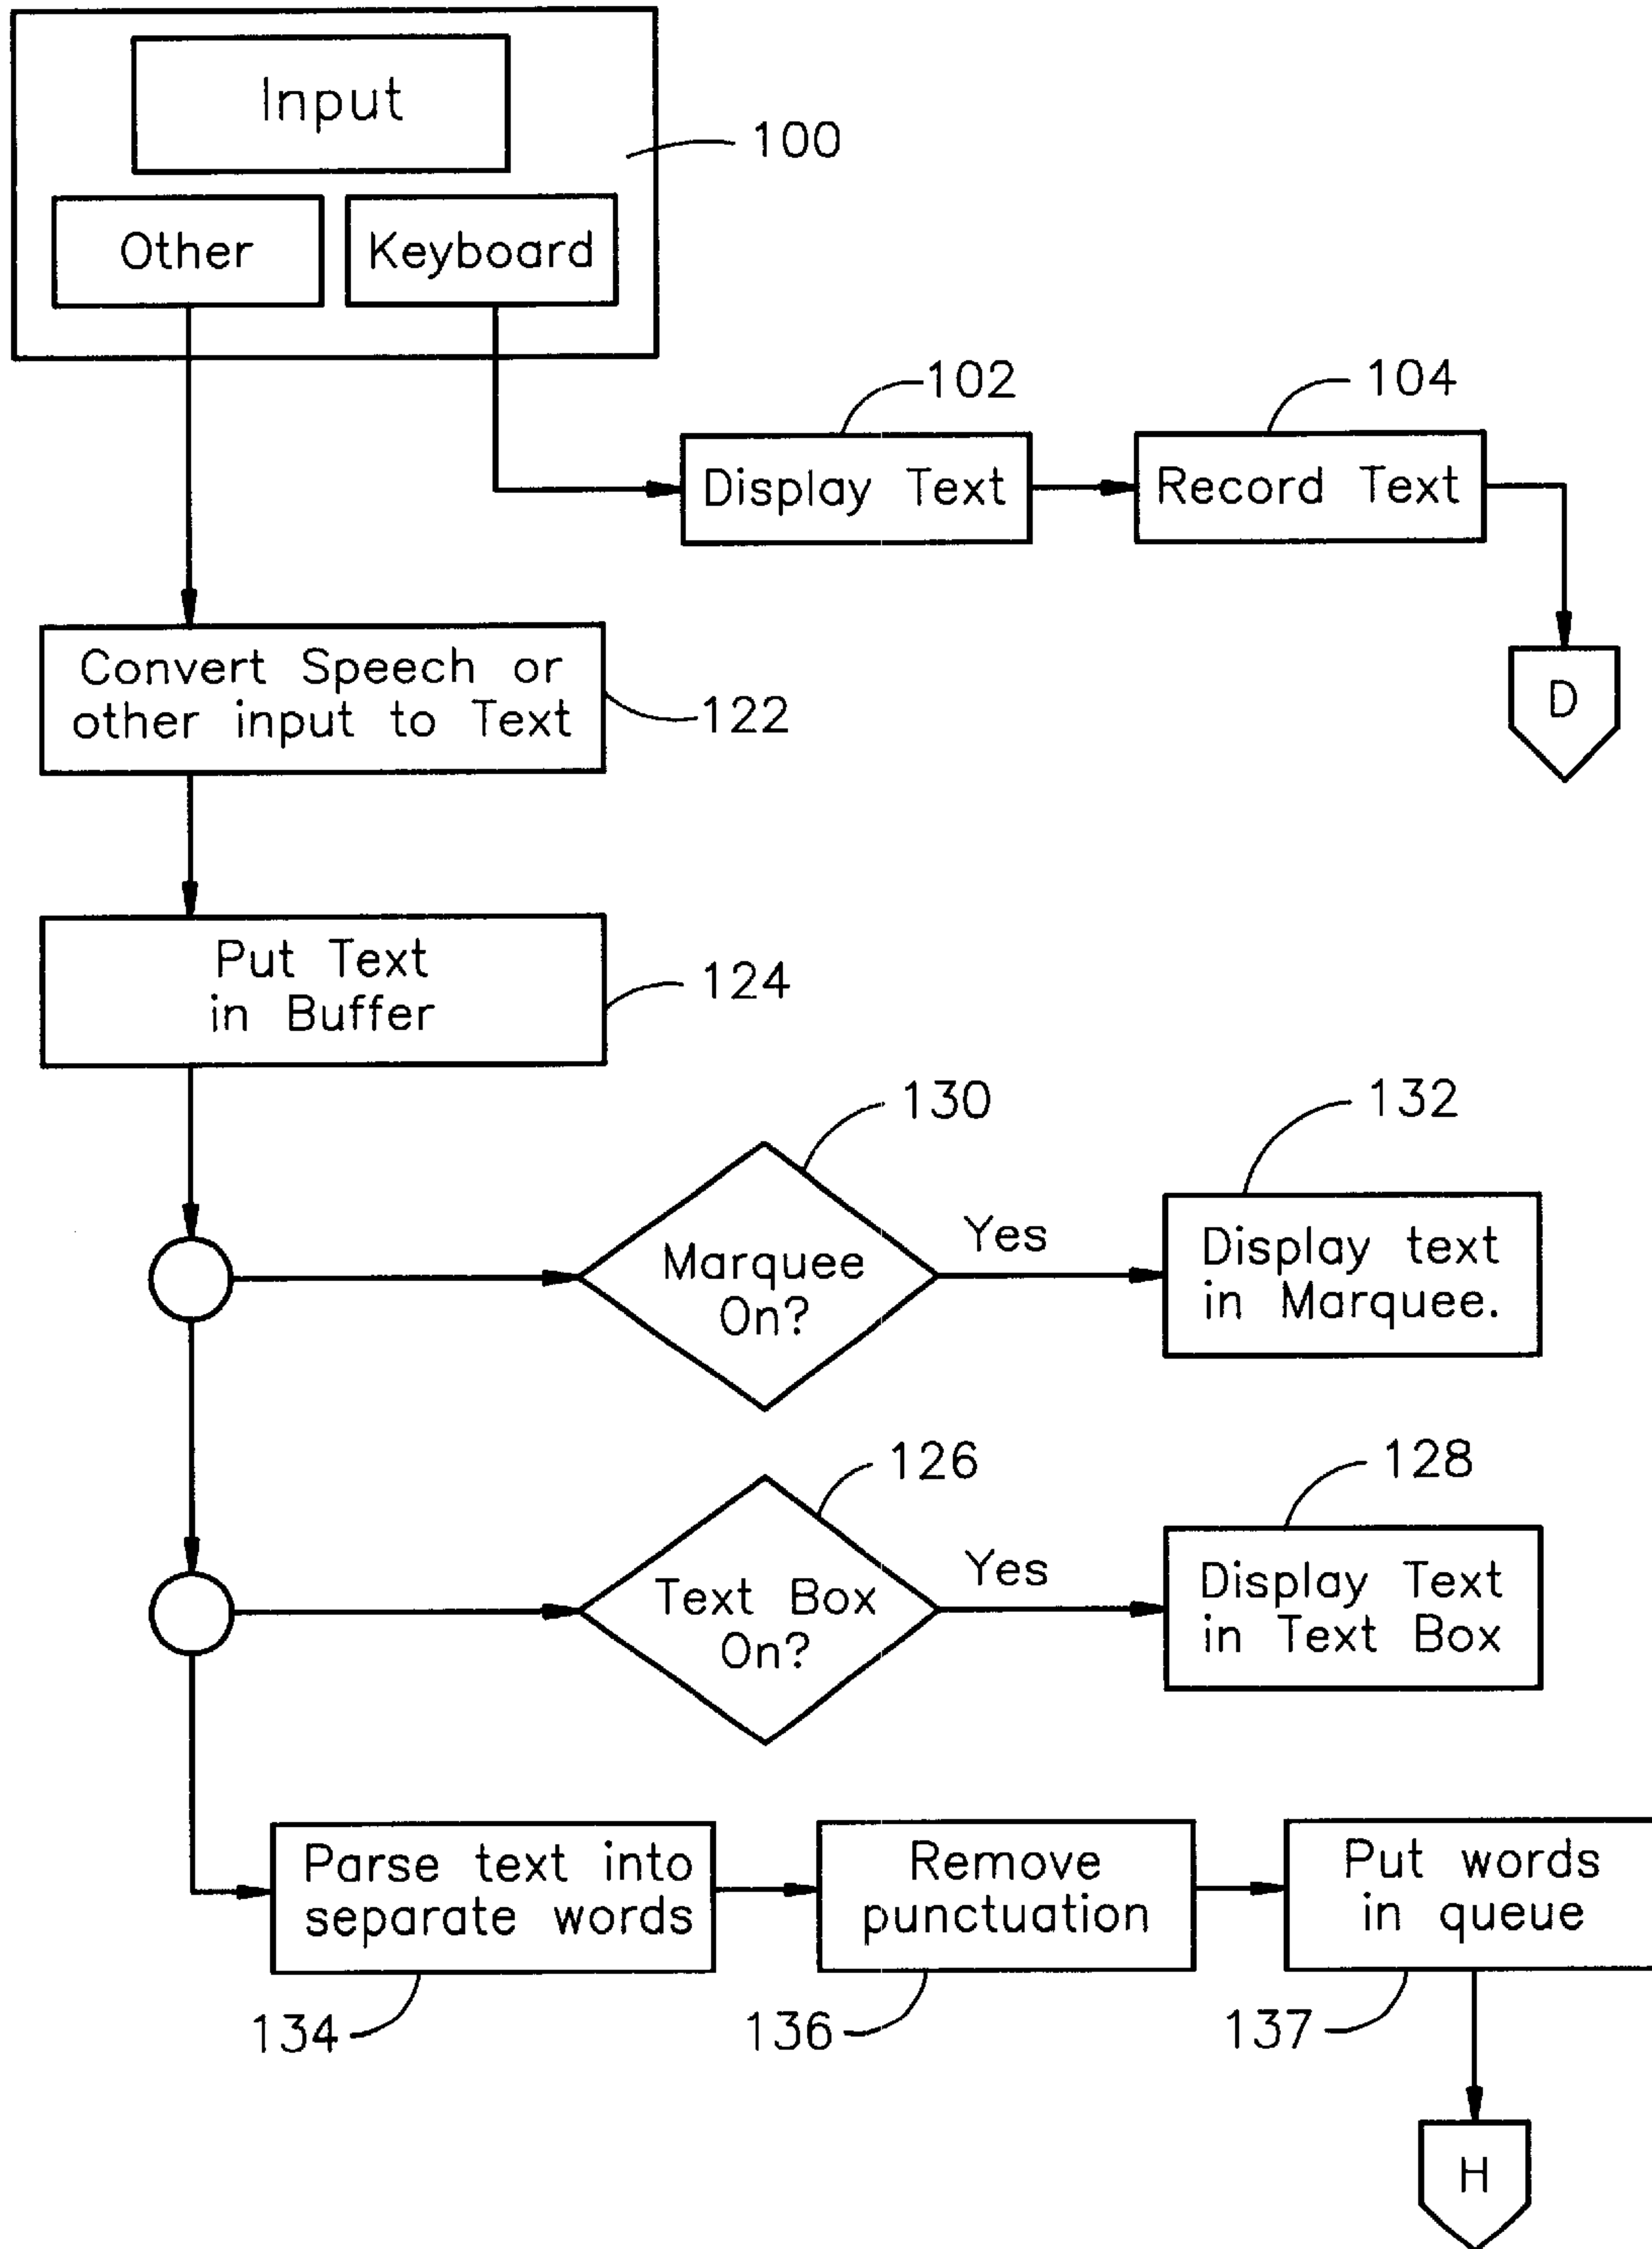 Input
100
Other
Keyboard
102
104
Display Text
Record Text
D
Convert Speech or
other input to Text
122
Put Text
in Buffer
124
130
132
Marquee
On?
Yes
Display text
in Marquee.
126
128
Text Box
On?
Yes
Display Text
in Text Box
Parse text into
separate words
Remove
punctuation
Put words
in queue
134
136
137
H